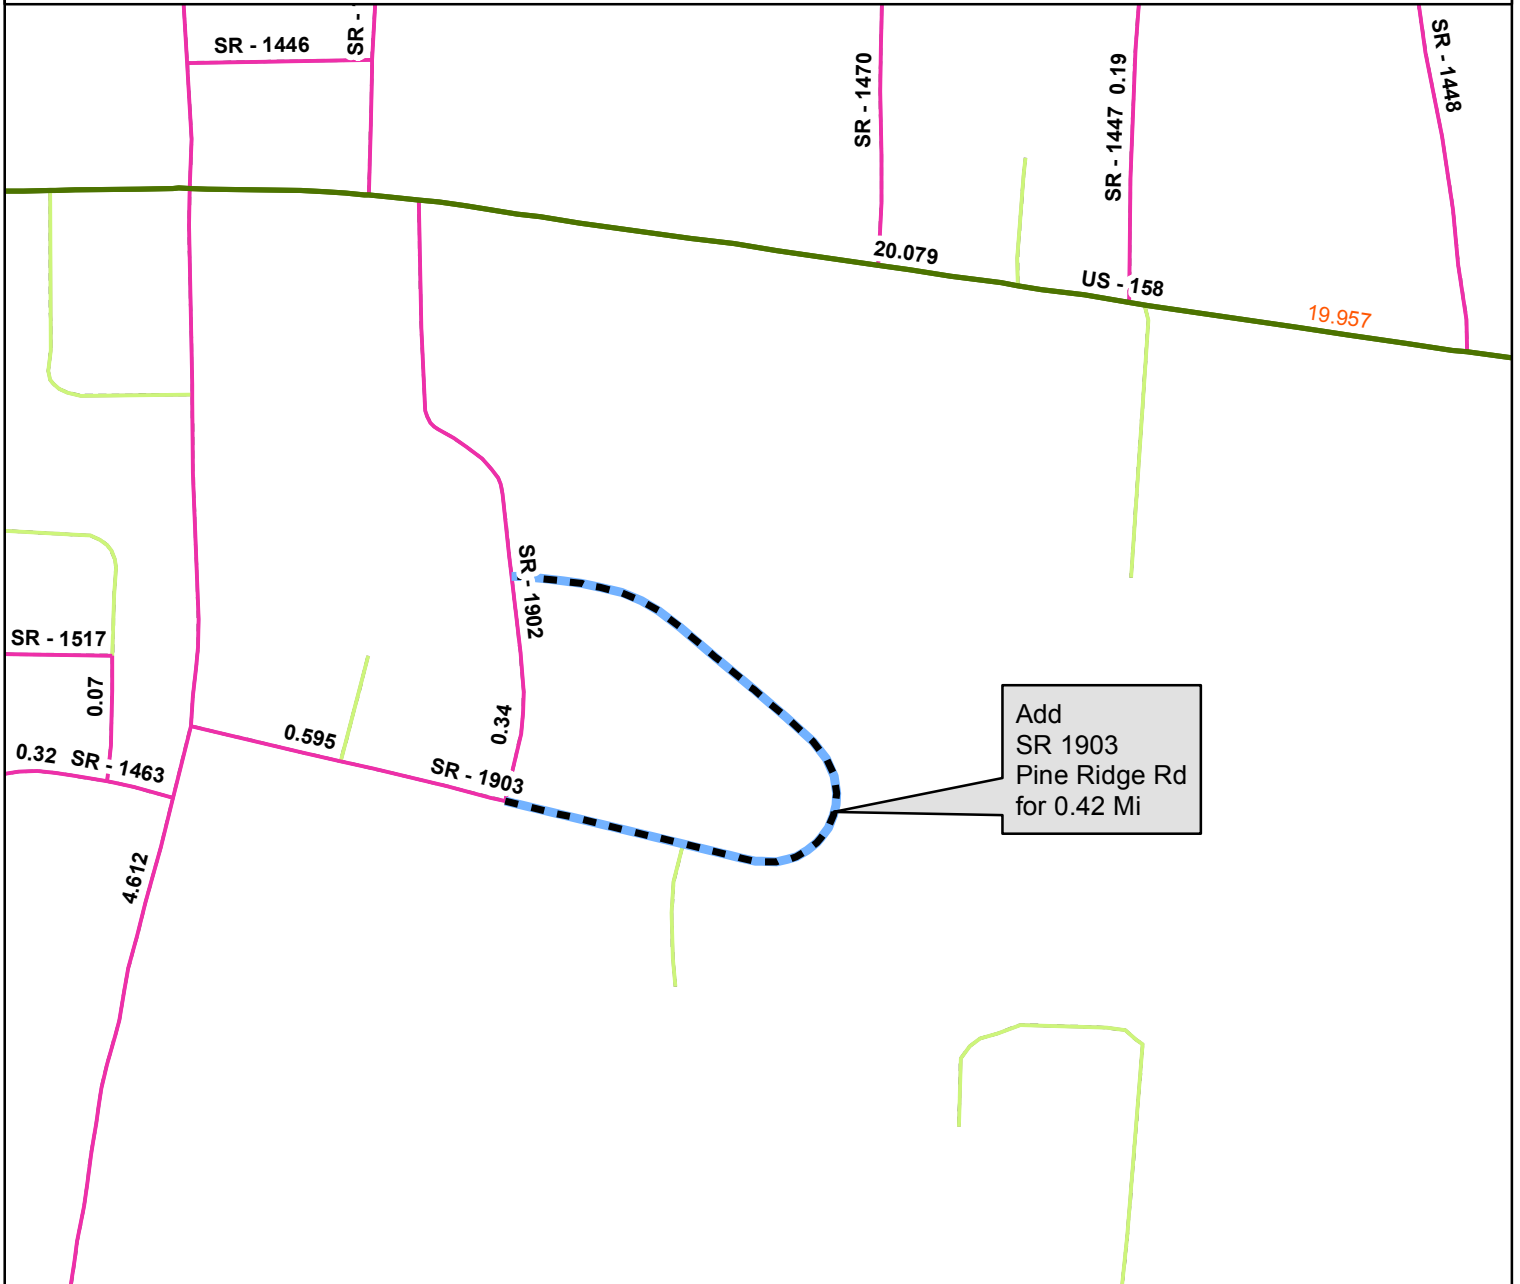 SR - 1446
SR -
SR - 1470
SR - 1447 0.19
SR - 1448
20.079
US - 158
19.957
SR - 1902
SR - 1517
0.07
0.32 SR - 1463
0.595
0.34
SR - 1903
Add
SR 1903
Pine Ridge Rd
for 0.42 Mi
4.612